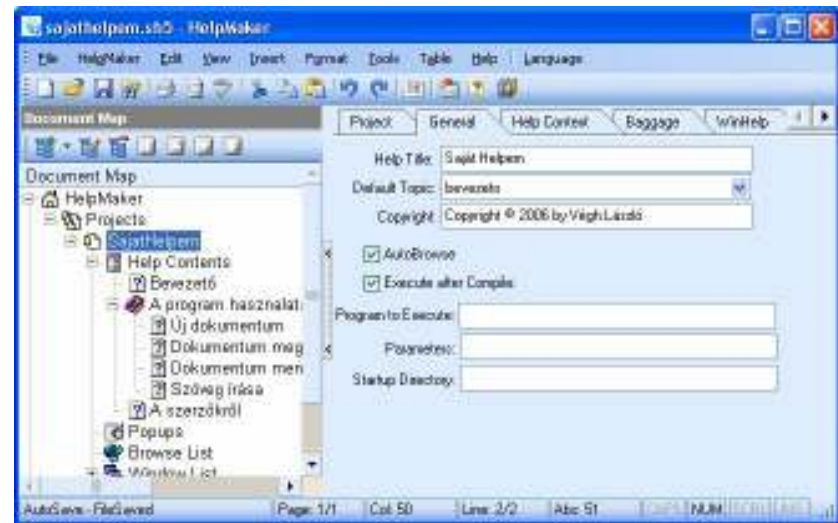 sajathelpem.sh5 - HelpMaker
File HelpMaker Edit View Insert Format Tools Table Help Language
Document Map
Project General Help Context Baggage WinHelp
Document Map
Help Title: Saját Helpem
Default Topic: bevezeto
Copyright: Copyright © 2006 by Végh László
HelpMaker
Projects
SajatHelpem
Help Contents
Bevezető
A program használat
Új dokumentum
Dokumentum meg
Dokumentum men
Szöveg írása
A szerzőkről
Popups
Browse List
Window List
AutoBrowse
Execute after Compile
Program to Execute:
Parameters:
Startup Directory:
AutoSave - FileSaved Page: 1/1 Col: 50 Line: 2/2 Abs: 51 CAPS NUM